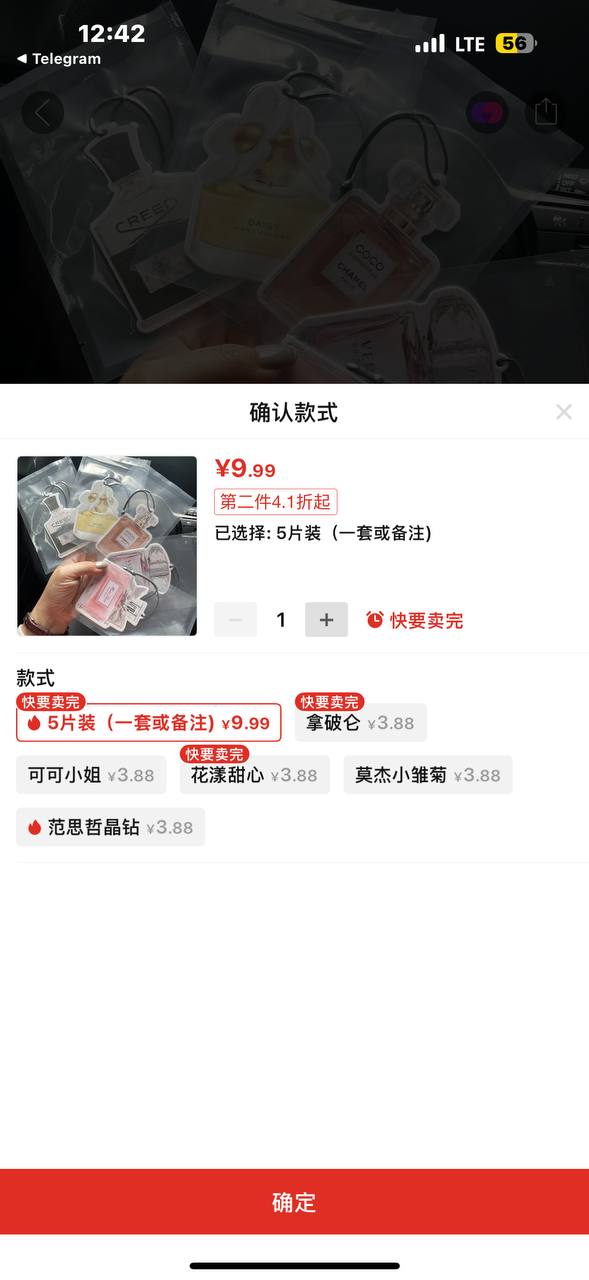 12:42
LTE
56
◀ Telegram
CREED
DAISY
COCO
CHANEL
确认款式
¥9.99
第二件4.1折起
已选择: 5片装（一套或备注)
1
快要卖完
款式
快要卖完
快要卖完
5片装（一套或备注) ¥9.99
拿破仑 ¥3.88
快要卖完
可可小姐 ¥3.88
花漾甜心 ¥3.88
莫杰小雏菊 ¥3.88
范思哲晶钻 ¥3.88
确定